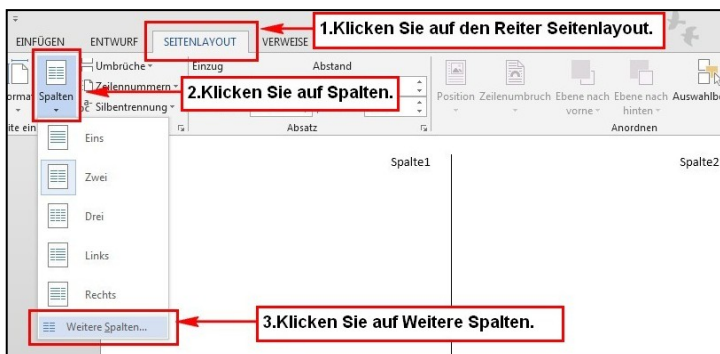 1.Klicken Sie auf den Reiter Seitenlayout.
EINFÜGEN ENTWURF SEITENLAYOUT VERWEISE
Umbrüche Einzug Abstand
Spalten Zeilennummern
2.Klicken Sie auf Spalten.
Silbentrennung
Position Zeilenumbruch Ebene nach vorne Ebene nach hinten
Absatz Anordnen
Eins
Spalte1 Spalte2
Zwei
Drei
Links
Rechts
Weitere Spalten...
3.Klicken Sie auf Weitere Spalten.